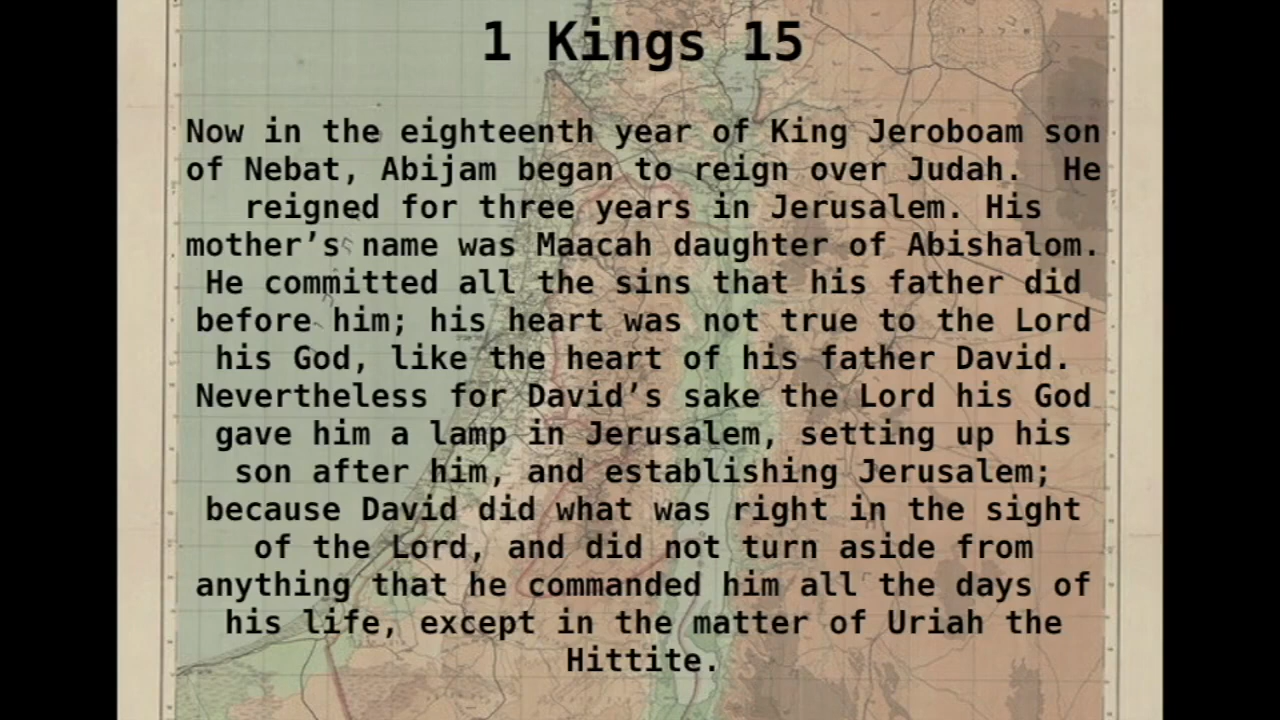 1 Kings 15
Now in the eighteenth year of King Jeroboam son
of Nebat, Abijam began to reign over Judah.  He
reigned for three years in Jerusalem. His
mother’s name was Maacah daughter of Abishalom.
He committed all the sins that his father did
before him; his heart was not true to the Lord
his God, like the heart of his father David.
Nevertheless for David’s sake the Lord his God
gave him a lamp in Jerusalem, setting up his
son after him, and establishing Jerusalem;
because David did what was right in the sight
of the Lord, and did not turn aside from
anything that he commanded him all the days of
his life, except in the matter of Uriah the
Hittite.